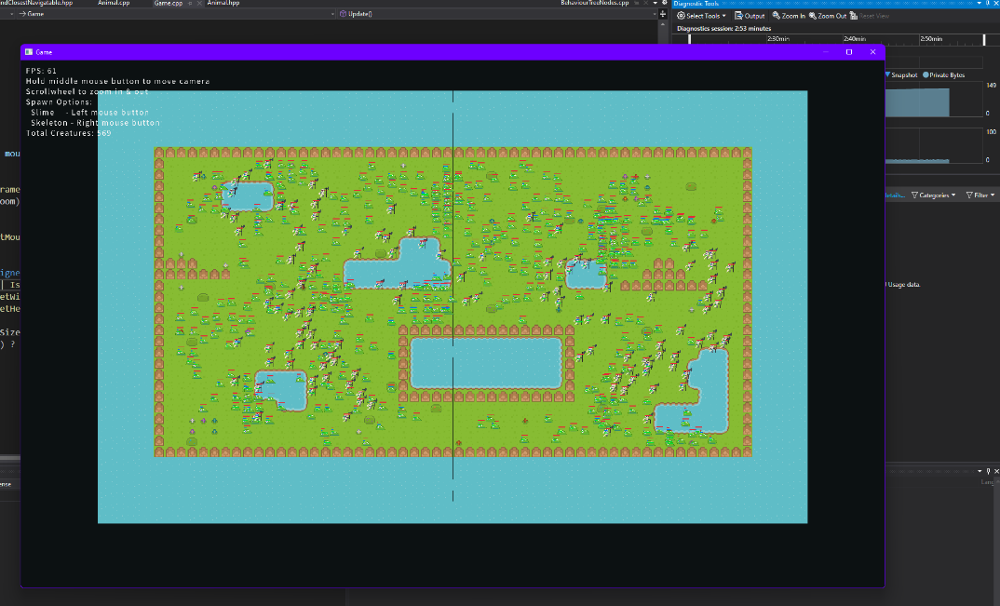 ndClosestNavigatable.hpp
Animal.cpp
Game.cpp
Animal.hpp
BehaviourTreeNodes.cpp
Diagnostic Tools
Game
Update()
Select Tools
Output
Zoom In
Zoom Out
Reset View
Diagnostics session: 2:53 minutes
2:30min
2:40min
2:50min
Game
FPS: 61
Hold middle mouse button to move camera
Scrollwheel to zoom in & out
Spawn Options:
Slime - Left mouse button
Skeleton - Right mouse button
Total Creatures: 569
Snapshot
Private Bytes
149
0
100
0
mou
rame
oom)
etails...
Categories
Filter
tMou
igne
| Is
etWi
etHe
Usage data.
Size
) ?
ense